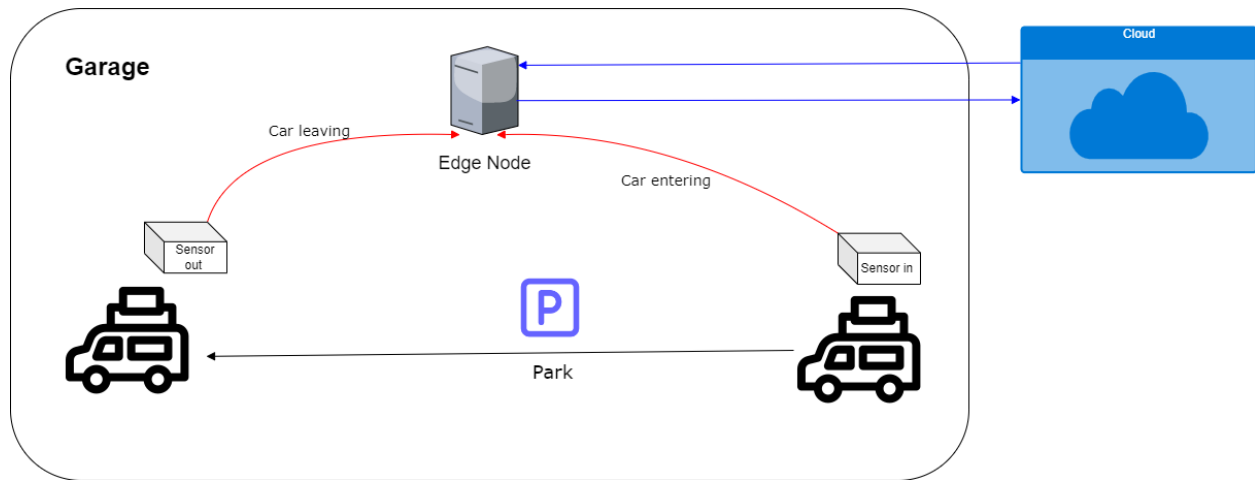 Cloud
Garage
Car leaving
Edge Node
Car entering
Sensor
out
Sensor in
P
Park